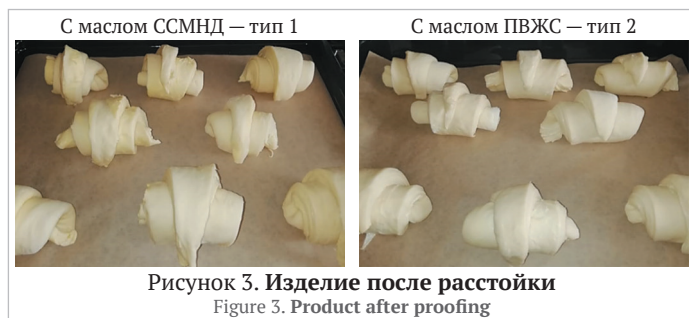 С маслом ССМНД — тип 1
С маслом ПВЖС — тип 2
Рисунок 3. Изделие после расстойки
Figure 3. Product after proofing